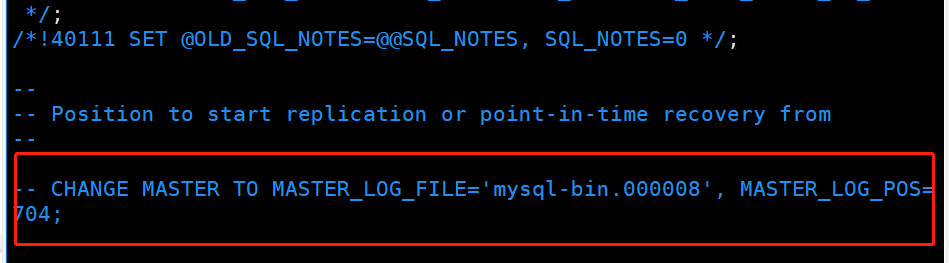 */;
/*!40111 SET @OLD_SQL_NOTES=@@SQL_NOTES, SQL_NOTES=0 */;
--
-- Position to start replication or point-in-time recovery from
--
-- CHANGE MASTER TO MASTER_LOG_FILE='mysql-bin.000008', MASTER_LOG_POS=
704;